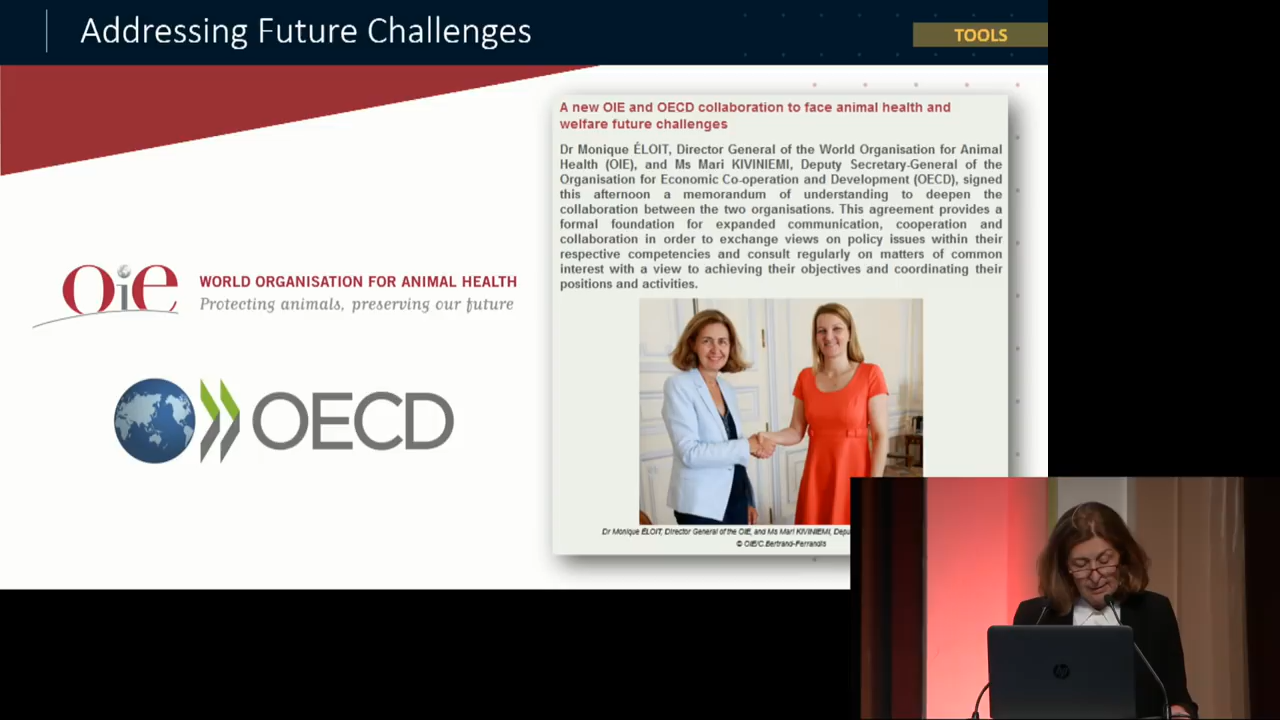 Addressing Future Challenges
TOOLS
A new OIE and OECD collaboration to face animal health and
welfare future challenges
Dr Monique ÉLOIT, Director General of the World Organisation for Animal
Health (OIE), and Ms Mari KIVINIEMI, Deputy Secretary-General of the
Organisation for Economic Co-operation and Development (OECD), signed
this afternoon a memorandum of understanding to deepen the
collaboration between the two organisations. This agreement provides a
formal foundation for expanded communication, cooperation and
collaboration in order to exchange views on policy issues within their
respective competencies and consult regularly on matters of common
interest with a view to achieving their objectives and coordinating their
positions and activities.
Oie
WORLD ORGANISATION FOR ANIMAL HEALTH
Protecting animals, preserving our future
OECD
Dr Monique ÉLOIT, Director General of the OIE, and Ms Mari KIVINIEMI,
© OIE/C.Bertrand-Ferrandis
hp